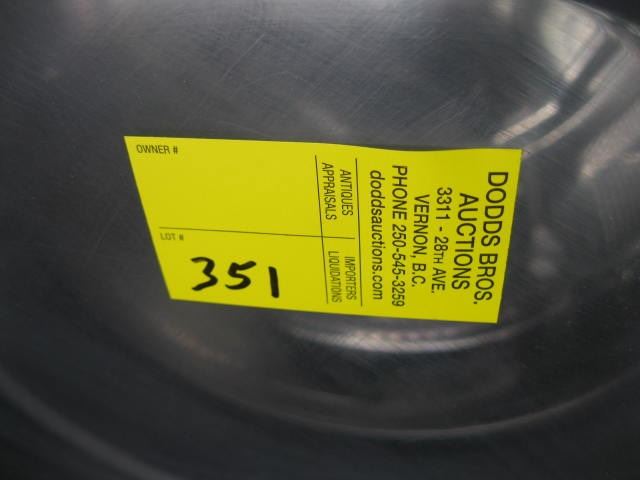 DODDS BROS.
AUCTIONS
3311 - 28TH AVE.
VERNON, B.C.
PHONE 250-545-3259
doddsauctions.com
ANTIQUES
APPRAISALS
IMPORTERS
LIQUIDATIONS
OWNER #
LOT #
351